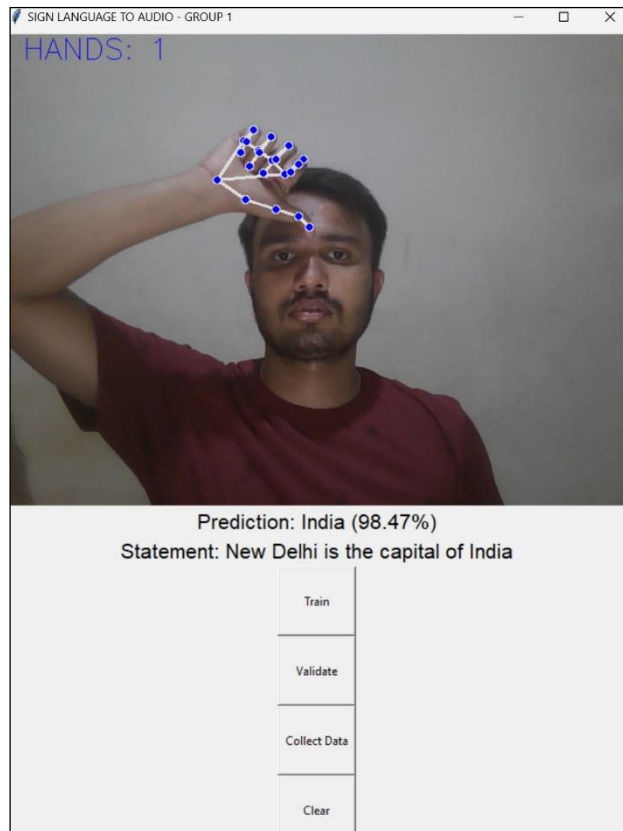 SIGN LANGUAGE TO AUDIO - GROUP 1
HANDS: 1
Prediction: India (98.47%)
Statement: New Delhi is the capital of India
Train
Validate
Collect Data
Clear